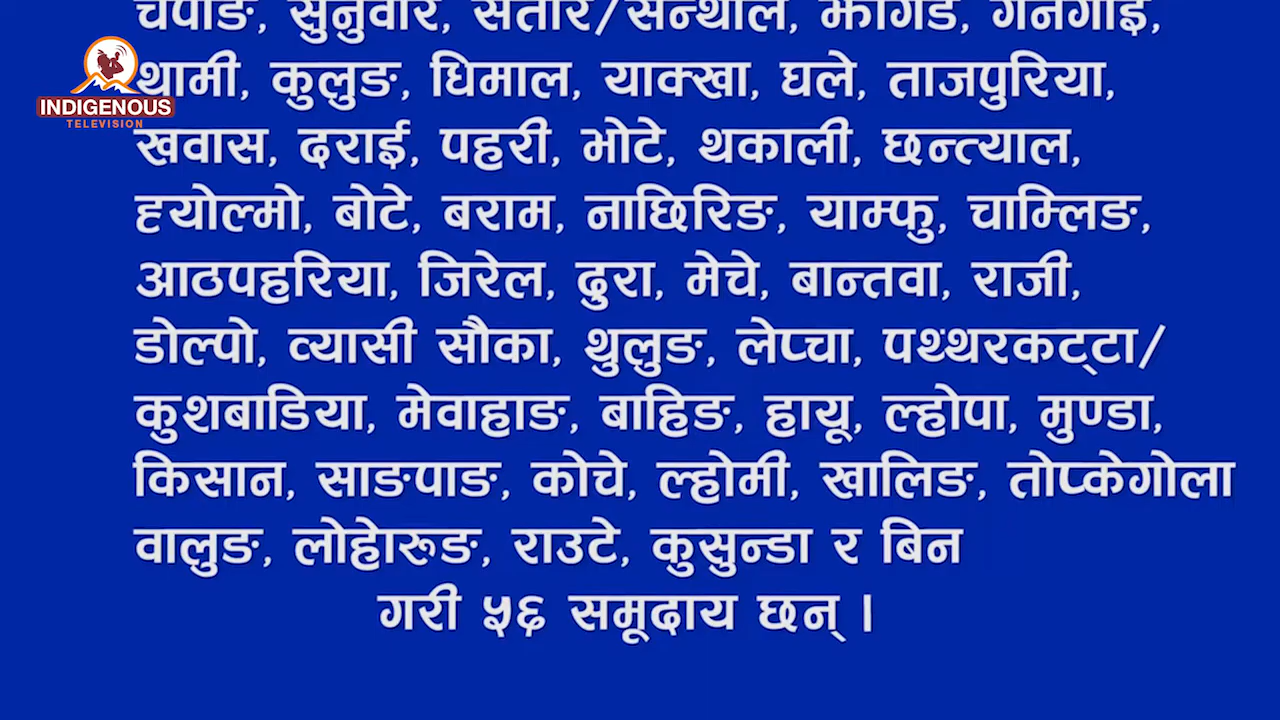 चेपाङ, सुनुवार, सतार/सन्थाल, झाँगड, गनगाइ,
थामी, कुलुङ, धिमाल, याक्खा, घले, ताजपुरिया,
खवास, दराई, पहरी, भोटे, थकाली, छन्त्याल,
ह्योल्मो, बोटे, बराम, नाछिरिङ, याम्फु, चाम्लिङ,
आठपहरिया, जिरेल, ढुरा, मेचे, बान्तवा, राजी,
डोल्पो, व्यासी सौका, थुलुङ, लेप्चा, पथ्थरकट्टा/
कुशबाडिया, मेवाहाङ, बाहिङ, हायू, ल्होपा, मुण्डा,
किसान, साङपाङ, कोचे, ल्होमी, खालिङ, तोप्केगोला
वालुङ, लोहोरूङ, राउटे, कुसुन्डा र बिन
गरी ५६ समूदाय छन् ।
INDIGENOUS
TELEVISION